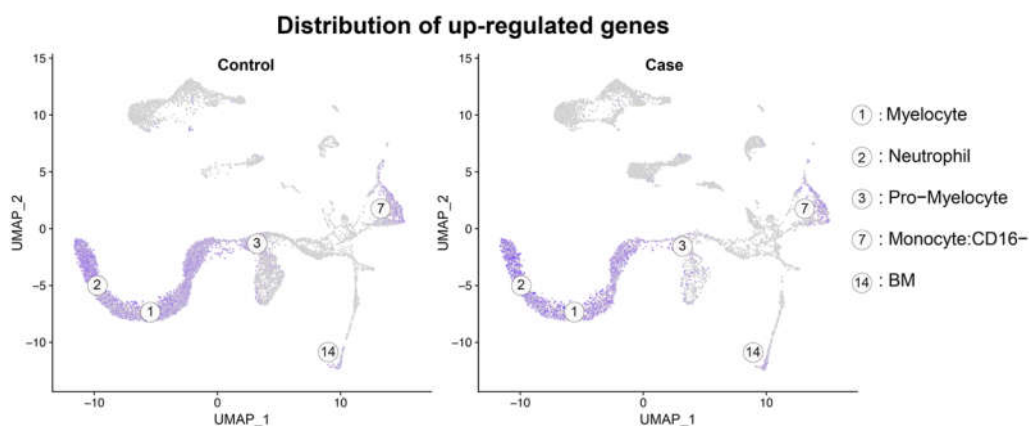 Distribution of up-regulated genes
Control
Case
15
10
5
0
−5
−10
UMAP_2
−10
0
10
UMAP_1
2
1
3
7
14
15
10
5
0
−5
−10
UMAP_2
−10
0
10
UMAP_1
2
1
3
7
14
1 : Myelocyte
2 : Neutrophil
3 : Pro−Myelocyte
7 : Monocyte:CD16−
14 : BM